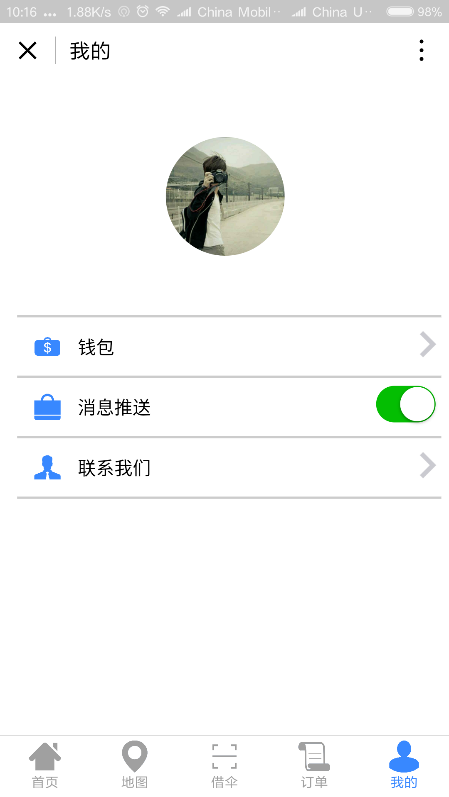 10:16 ... 1.88K/s China Mobil·· China U·· 98%
我的
钱包
消息推送
联系我们
首页 地图 借伞 订单 我的